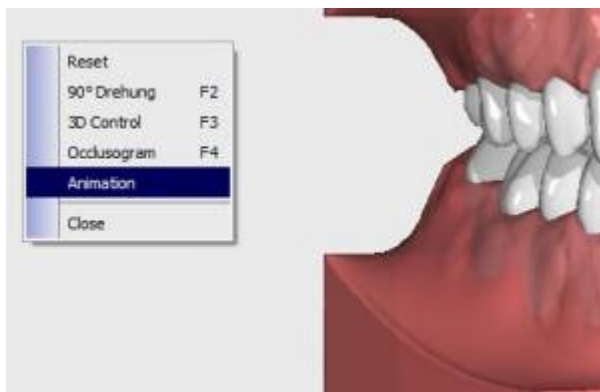 Reset
90° Drehung F2
3D Control F3
Occlusogram F4
Animation
Close